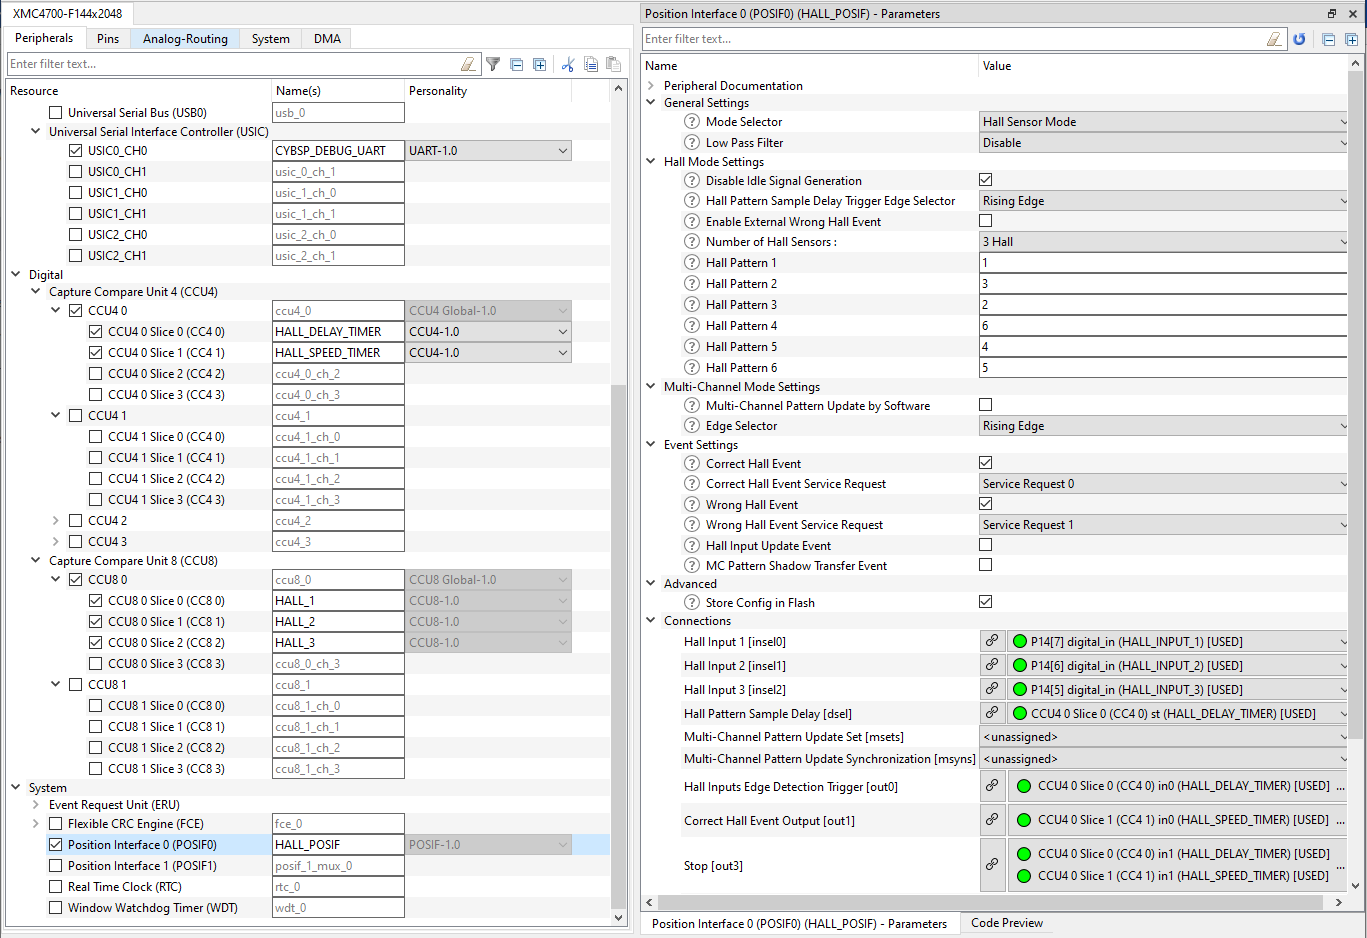 XMC4700-F144x2048
Peripherals Pins Analog-Routing System DMA
Enter filter text...
Resource Name(s) Personality
Universal Serial Bus (USB0) usb_0
Universal Serial Interface Controller (USIC)
USIC0_CH0 CYBSP_DEBUG_UART UART-1.0
USIC0_CH1 usic_0_ch_1
USIC1_CH0 usic_1_ch_0
USIC1_CH1 usic_1_ch_1
USIC2_CH0 usic_2_ch_0
USIC2_CH1 usic_2_ch_1
Digital
Capture Compare Unit 4 (CCU4)
CCU4 0 ccu4_0 CCU4 Global-1.0
CCU4 0 Slice 0 (CC4 0) HALL_DELAY_TIMER CCU4-1.0
CCU4 0 Slice 1 (CC4 1) HALL_SPEED_TIMER CCU4-1.0
CCU4 0 Slice 2 (CC4 2) ccu4_0_ch_2
CCU4 0 Slice 3 (CC4 3) ccu4_0_ch_3
CCU4 1 ccu4_1
CCU4 1 Slice 0 (CC4 0) ccu4_1_ch_0
CCU4 1 Slice 1 (CC4 1) ccu4_1_ch_1
CCU4 1 Slice 2 (CC4 2) ccu4_1_ch_2
CCU4 1 Slice 3 (CC4 3) ccu4_1_ch_3
CCU4 2 ccu4_2
CCU4 3 ccu4_3
Capture Compare Unit 8 (CCU8)
CCU8 0 ccu8_0 CCU8 Global-1.0
CCU8 0 Slice 0 (CC8 0) HALL_1 CCU8-1.0
CCU8 0 Slice 1 (CC8 1) HALL_2 CCU8-1.0
CCU8 0 Slice 2 (CC8 2) HALL_3 CCU8-1.0
CCU8 0 Slice 3 (CC8 3) ccu8_0_ch_3
CCU8 1 ccu8_1
CCU8 1 Slice 0 (CC8 0) ccu8_1_ch_0
CCU8 1 Slice 1 (CC8 1) ccu8_1_ch_1
CCU8 1 Slice 2 (CC8 2) ccu8_1_ch_2
CCU8 1 Slice 3 (CC8 3) ccu8_1_ch_3
System
Event Request Unit (ERU)
Flexible CRC Engine (FCE) fce_0
Position Interface 0 (POSIF0) HALL_POSIF POSIF-1.0
Position Interface 1 (POSIF1) posif_1_mux_0
Real Time Clock (RTC) rtc_0
Window Watchdog Timer (WDT) wdt_0
Position Interface 0 (POSIF0) (HALL_POSIF) - Parameters
Enter filter text...
Name Value
Peripheral Documentation
General Settings
Mode Selector Hall Sensor Mode
Low Pass Filter Disable
Hall Mode Settings
Disable Idle Signal Generation
Hall Pattern Sample Delay Trigger Edge Selector Rising Edge
Enable External Wrong Hall Event
Number of Hall Sensors : 3 Hall
Hall Pattern 1 1
Hall Pattern 2 3
Hall Pattern 3 2
Hall Pattern 4 6
Hall Pattern 5 4
Hall Pattern 6 5
Multi-Channel Mode Settings
Multi-Channel Pattern Update by Software
Edge Selector Rising Edge
Event Settings
Correct Hall Event
Correct Hall Event Service Request Service Request 0
Wrong Hall Event
Wrong Hall Event Service Request Service Request 1
Hall Input Update Event
MC Pattern Shadow Transfer Event
Advanced
Store Config in Flash
Connections
Hall Input 1 [insel0] P14[7] digital_in (HALL_INPUT_1) [USED]
Hall Input 2 [insel1] P14[6] digital_in (HALL_INPUT_2) [USED]
Hall Input 3 [insel2] P14[5] digital_in (HALL_INPUT_3) [USED]
Hall Pattern Sample Delay [dsel] CCU4 0 Slice 0 (CC4 0) st (HALL_DELAY_TIMER) [USED]
Multi-Channel Pattern Update Set [msets] <unassigned>
Multi-Channel Pattern Update Synchronization [msyns] <unassigned>
Hall Inputs Edge Detection Trigger [out0] CCU4 0 Slice 0 (CC4 0) in0 (HALL_DELAY_TIMER) [USED] ...
Correct Hall Event Output [out1] CCU4 0 Slice 1 (CC4 1) in0 (HALL_SPEED_TIMER) [USED] ...
Stop [out3] CCU4 0 Slice 0 (CC4 0) in1 (HALL_DELAY_TIMER) [USED] ...
CCU4 0 Slice 1 (CC4 1) in1 (HALL_SPEED_TIMER) [USED]
Position Interface 0 (POSIF0) (HALL_POSIF) - Parameters Code Preview